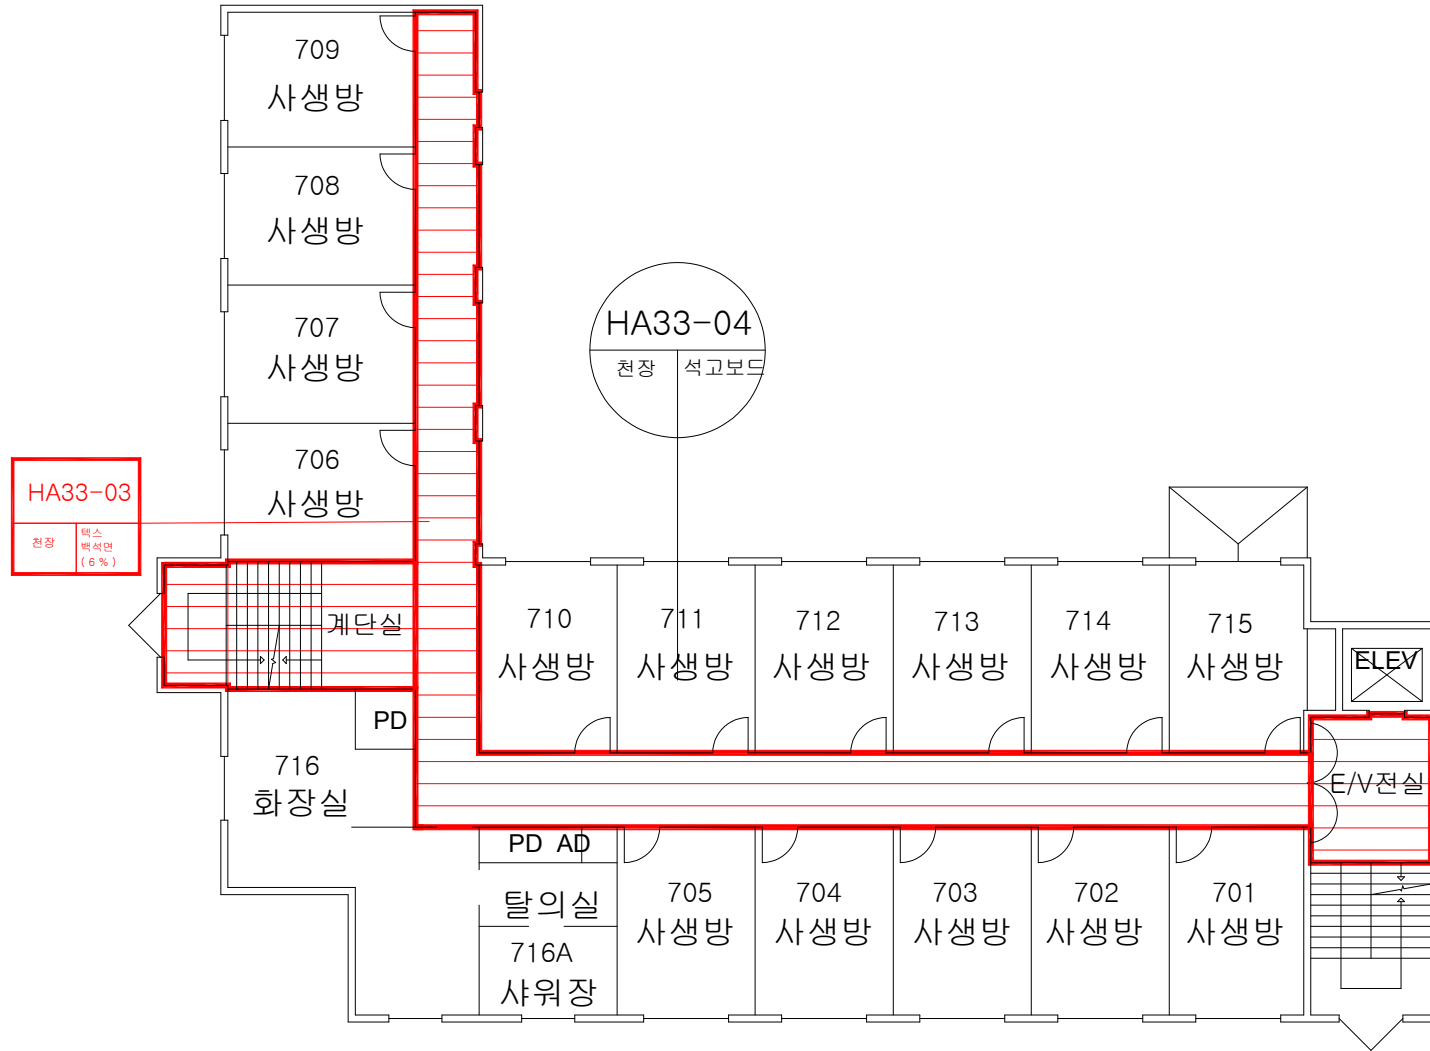 709
사생방
708
사생방
707
사생방
706
사생방
HA33-04
천장
석고보드
HA33-03
천장
텍스
백석면
(6%)
계단실
PD
716
화장실
710
사생방
711
사생방
712
사생방
713
사생방
714
사생방
715
사생방
ELEV
E/V전실
PD AD
탈의실
716A
샤워장
705
사생방
704
사생방
703
사생방
702
사생방
701
사생방